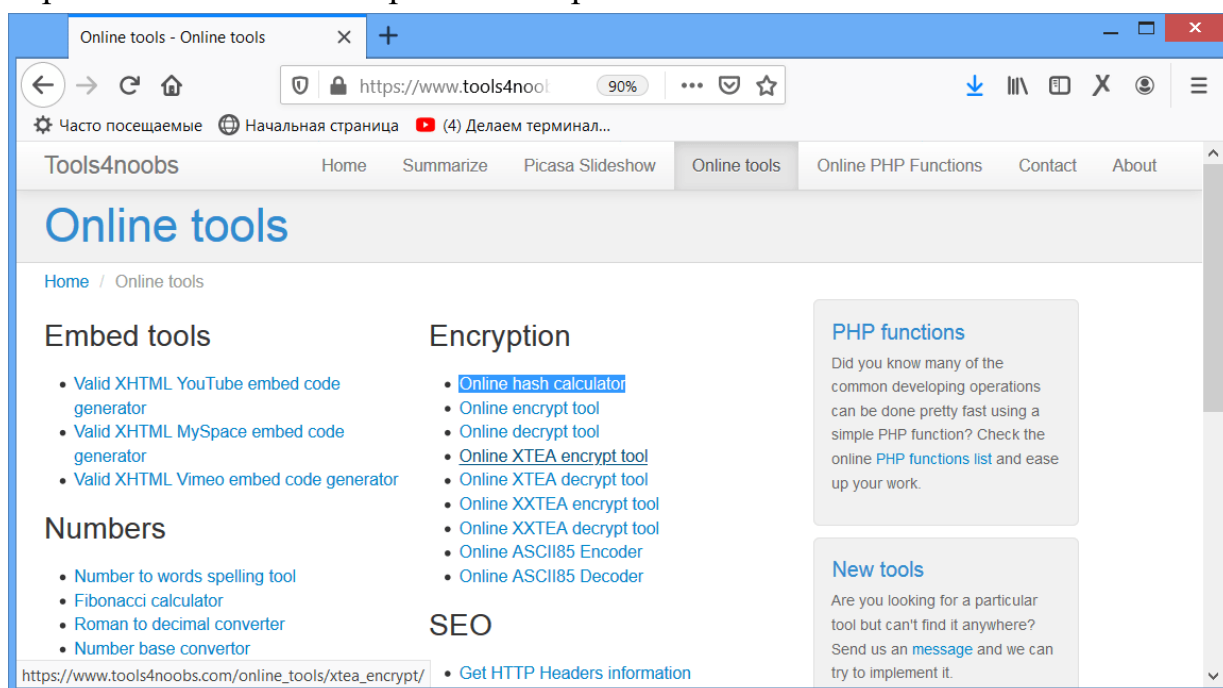 Online tools - Online tools
https://www.tools4noob
90%
Часто посещаемые Начальная страница (4) Делаем терминал...
Tools4noobs Home Summarize Picasa Slideshow Online tools Online PHP Functions Contact About
Online tools
Home / Online tools
Embed tools
Valid XHTML YouTube embed code
generator
Valid XHTML MySpace embed code
generator
Valid XHTML Vimeo embed code generator
Numbers
Number to words spelling tool
Fibonacci calculator
Roman to decimal converter
Number base convertor
https://www.tools4noobs.com/online_tools/xtea_encrypt/
Encryption
Online hash calculator
Online encrypt tool
Online decrypt tool
Online XTEA encrypt tool
Online XTEA decrypt tool
Online XXTEA encrypt tool
Online XXTEA decrypt tool
Online ASCII85 Encoder
Online ASCII85 Decoder
SEO
Get HTTP Headers information
PHP functions
Did you know many of the
common developing operations
can be done pretty fast using a
simple PHP function? Check the
online PHP functions list and ease
up your work.
New tools
Are you looking for a particular
tool but can't find it anywhere?
Send us an message and we can
try to implement it.